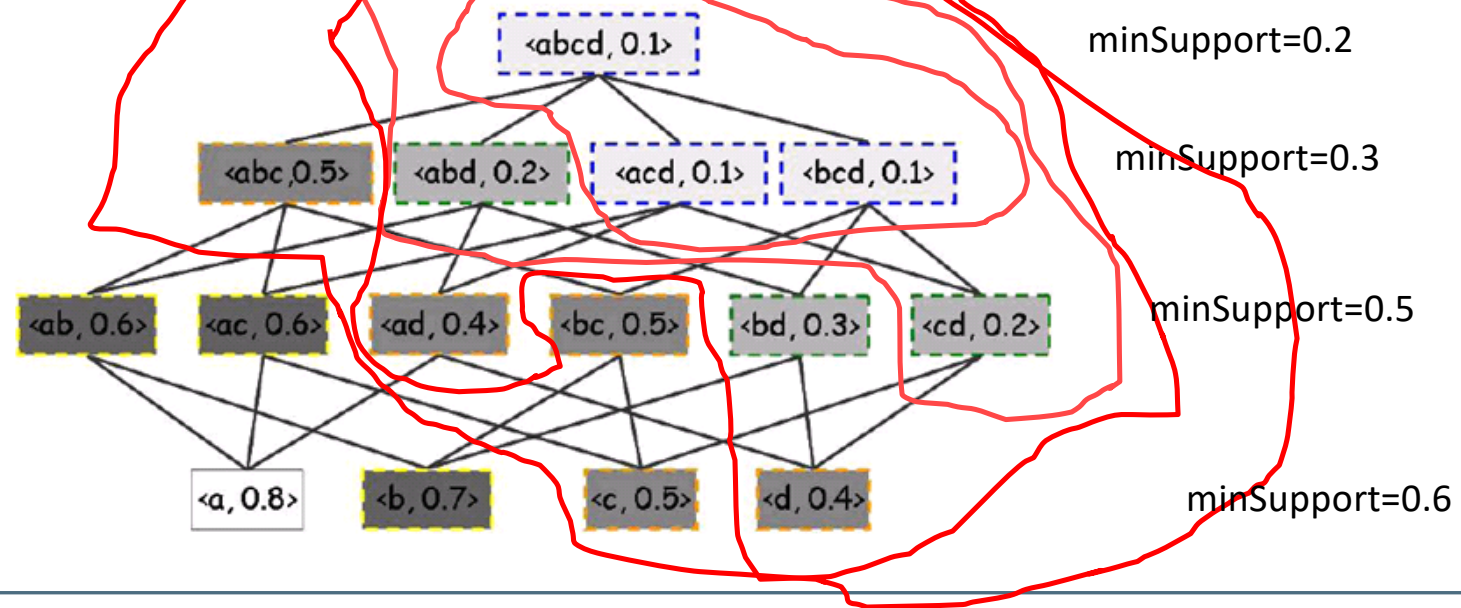 <abcd, 0.1>
minSupport=0.2
<abc,0.5>
<abd, 0.2>
<acd, 0.1>
<bcd, 0.1>
minSupport=0.3
<ab, 0.6>
<ac, 0.6>
<ad, 0.4>
<bc, 0.5>
<bd, 0.3>
<cd, 0.2>
minSupport=0.5
<a, 0.8>
<b, 0.7>
<c, 0.5>
<d, 0.4>
minSupport=0.6